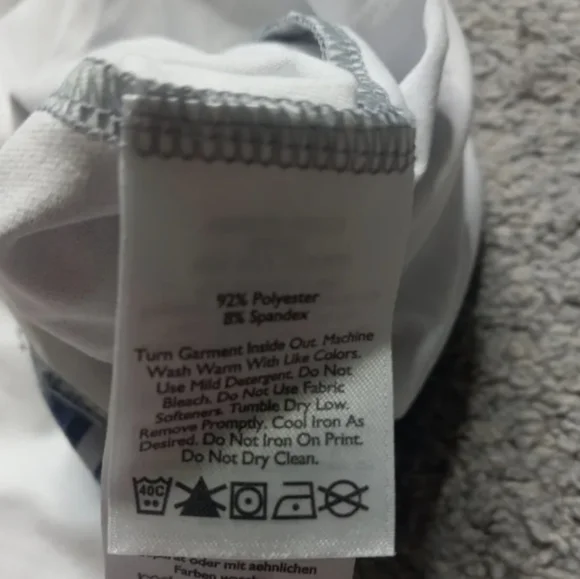 92% Polyester
8% Spandex
Turn Garment Inside Out. Machine
Wash Warm With Like Colors.
Use Mild Detergent. Do Not
Bleach. Do Not Use Fabric
Softeners. Tumble Dry Low.
Remove Promptly. Cool Iron As
Desired. Do Not Iron On Print.
Do Not Dry Clean.
40C
oder mit aehnlichen
Farben